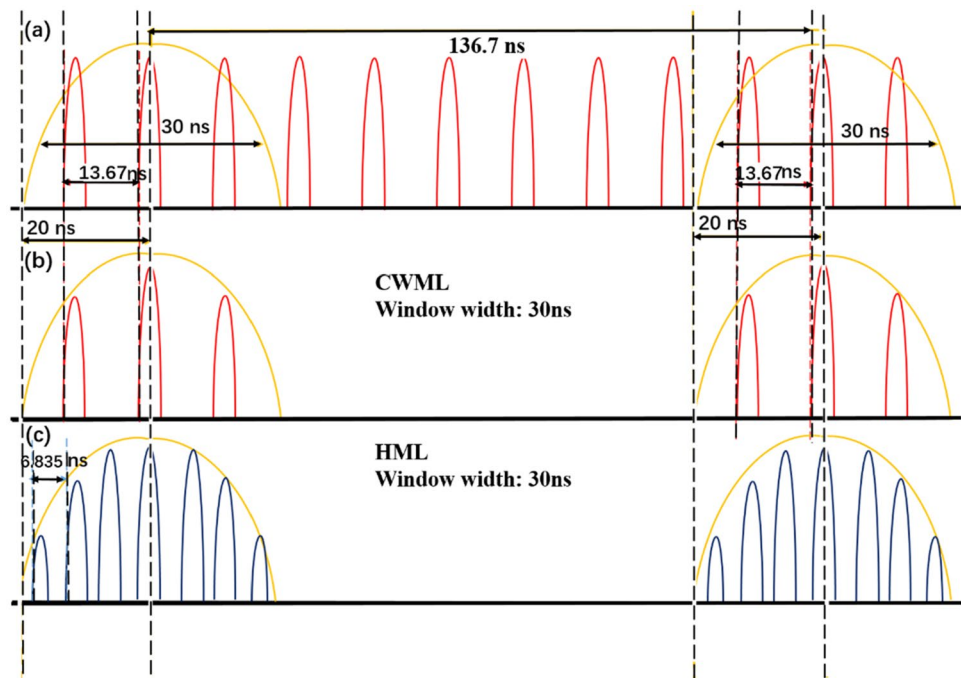 (a)
136.7 ns
30 ns
30 ns
13.67ns
13.67ns
20 ns
20 ns
(b)
CWML
Window width: 30ns
(c)
6.835 ns
HML
Window width: 30ns